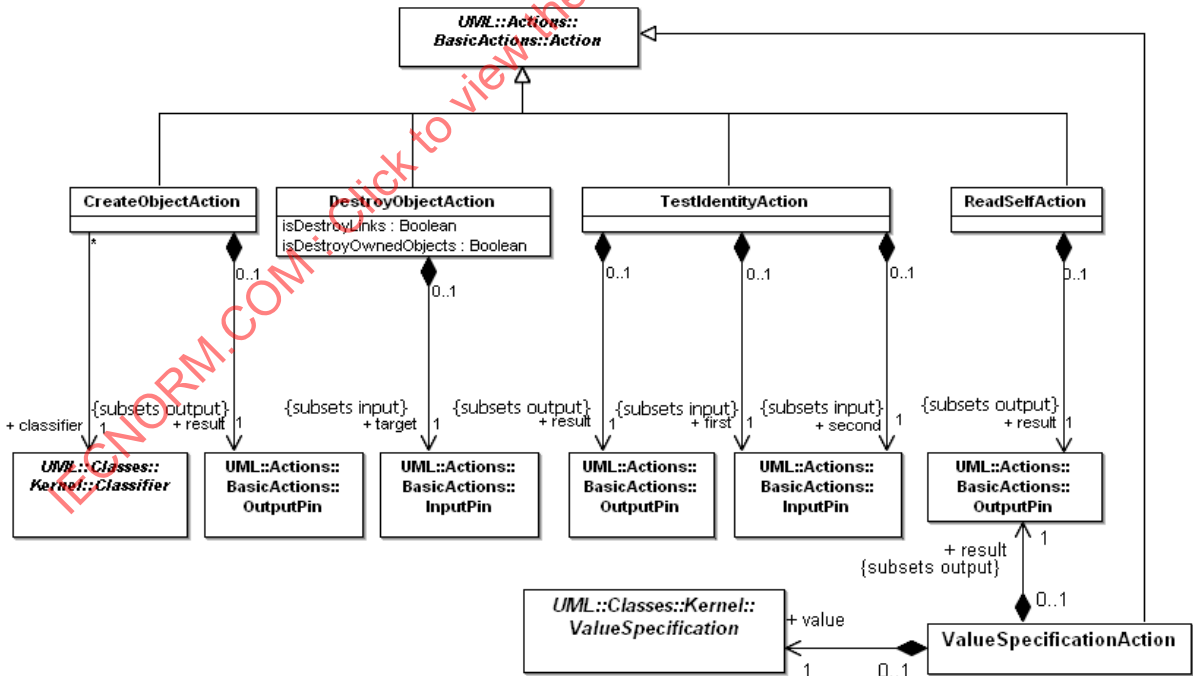 UML::Actions::
BasicActions::Action
CreateObjectAction
DestroyObjectAction
isDestroyLinks : Boolean
isDestroyOwnedObjects : Boolean
TestIdentityAction
ReadSelfAction
*
0..1
0..1
0..1
0..1
0..1
0..1
+ classifier
1
{subsets output}
+ result
1
{subsets input}
+ target
1
{subsets output}
+ result
1
{subsets input}
+ first
1
{subsets input}
+ second
1
{subsets output}
+ result
1
UML::Classes::
Kernel::Classifier
UML::Actions::
BasicActions::
OutputPin
UML::Actions::
BasicActions::
InputPin
UML::Actions::
BasicActions::
OutputPin
UML::Actions::
BasicActions::
InputPin
UML::Actions::
BasicActions::
OutputPin
+ result
1
{subsets output}
0..1
UML::Classes::Kernel::
ValueSpecification
+ value
1
0..1
ValueSpecificationAction
IECNORM.COM : Click to view the